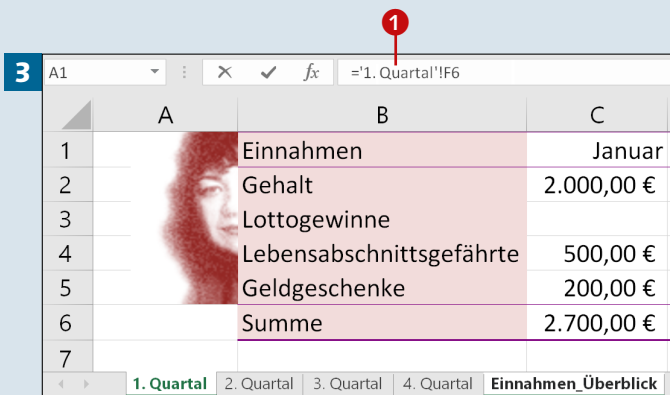 1
3
A1 fx ='1. Quartal'!F6
A B C
1 Einnahmen Januar
2 Gehalt 2.000,00 €
3 Lottogewinne
4 Lebensabschnittsgefährte 500,00 €
5 Geldgeschenke 200,00 €
6 Summe 2.700,00 €
7
1. Quartal 2. Quartal 3. Quartal 4. Quartal Einnahmen_Überblick